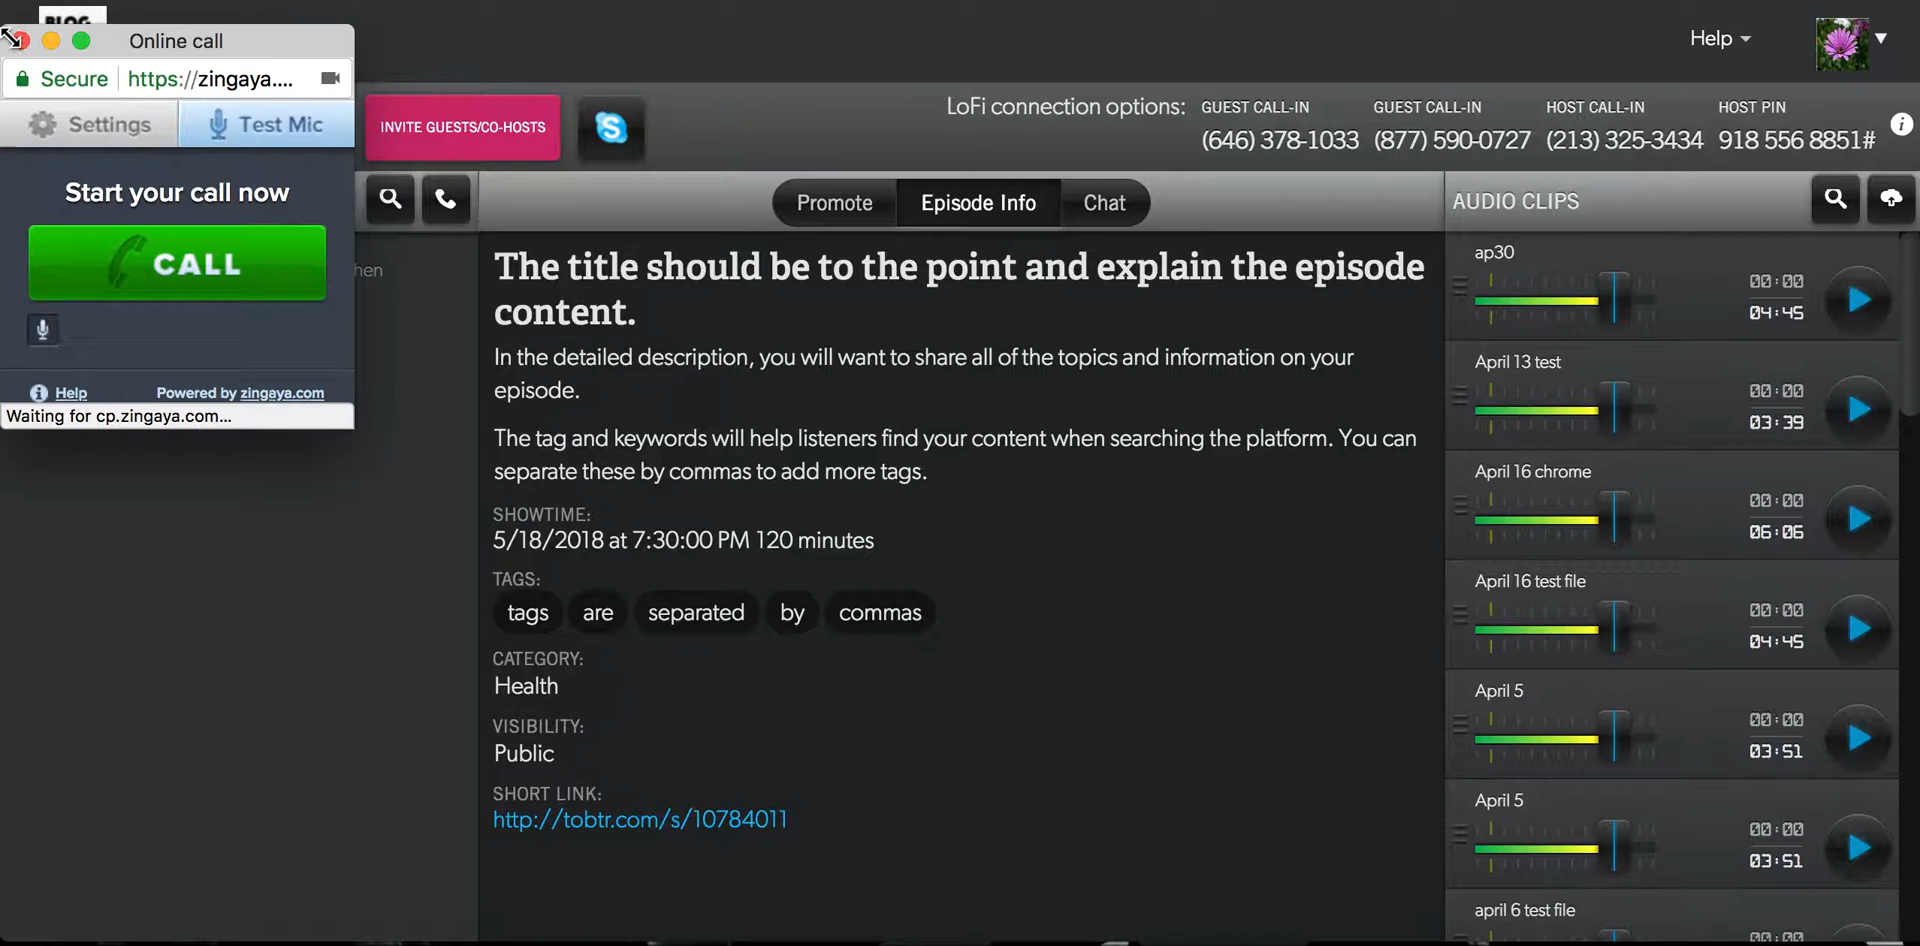 BLOG
Online call
Secure https://zingaya....
Settings Test Mic
Start your call now
CALL
Help Powered by zingaya.com
Waiting for cp.zingaya.com...
Help
INVITE GUESTS/CO-HOSTS
LoFi connection options:
GUEST CALL-IN
(646) 378-1033
GUEST CALL-IN
(877) 590-0727
HOST CALL-IN
(213) 325-3434
HOST PIN
918 556 8851#
Promote Episode Info Chat
hen
The title should be to the point and explain the episode
content.
In the detailed description, you will want to share all of the topics and information on your
episode.
The tag and keywords will help listeners find your content when searching the platform. You can
separate these by commas to add more tags.
SHOWTIME:
5/18/2018 at 7:30:00 PM 120 minutes
TAGS:
tags are separated by commas
CATEGORY:
Health
VISIBILITY:
Public
SHORT LINK:
http://tobtr.com/s/10784011
AUDIO CLIPS
ap30
00:00
04:45
April 13 test
00:00
03:39
April 16 chrome
00:00
06:06
April 16 test file
00:00
04:45
April 5
00:00
03:51
April 5
00:00
03:51
april 6 test file
00:00